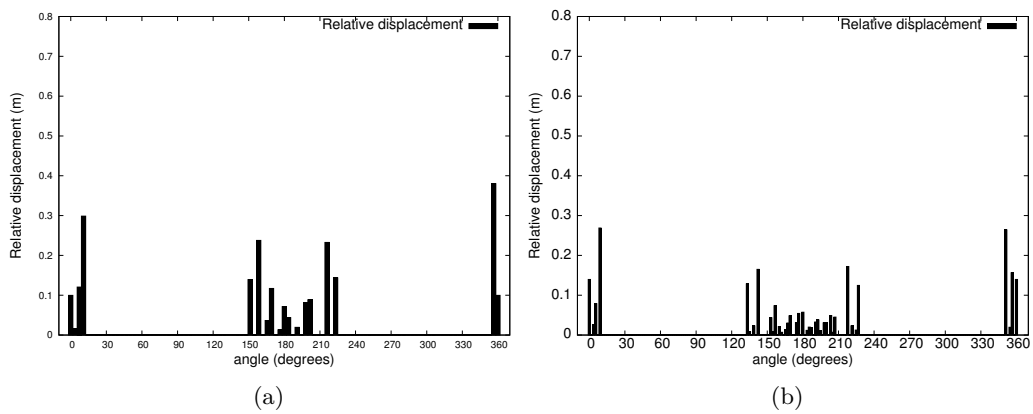 Relative displacement
Relative displacement (m)
0.8
0.7
0.6
0.5
0.4
0.3
0.2
0.1
0
0 30 60 90 120 150 180 210 240 270 300 330 360
angle (degrees)
(a)
Relative displacement
Relative displacement (m)
0.8
0.7
0.6
0.5
0.4
0.3
0.2
0.1
0
0 30 60 90 120 150 180 210 240 270 300 330 360
angle (degrees)
(b)